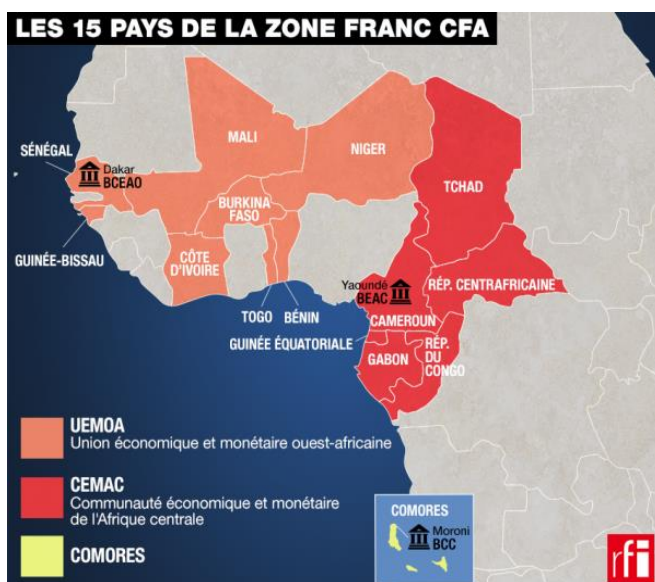 LES 15 PAYS DE LA ZONE FRANC CFA
MALI
NIGER
SÉNÉGAL
Dakar
BCEAO
TCHAD
BURKINA
FASO
GUINÉE-BISSAU
CÔTE
D'IVOIRE
Yaoundé
BEAC
RÉP. CENTRAFRICAINE
TOGO
BÉNIN
CAMEROUN
GUINÉE ÉQUATORIALE
GABON
RÉP.
DU
CONGO
UEMOA
Union économique et monétaire ouest-africaine
CEMAC
Communauté économique et monétaire
de l'Afrique centrale
COMORES
COMORES
Moroni
BCC
rfi